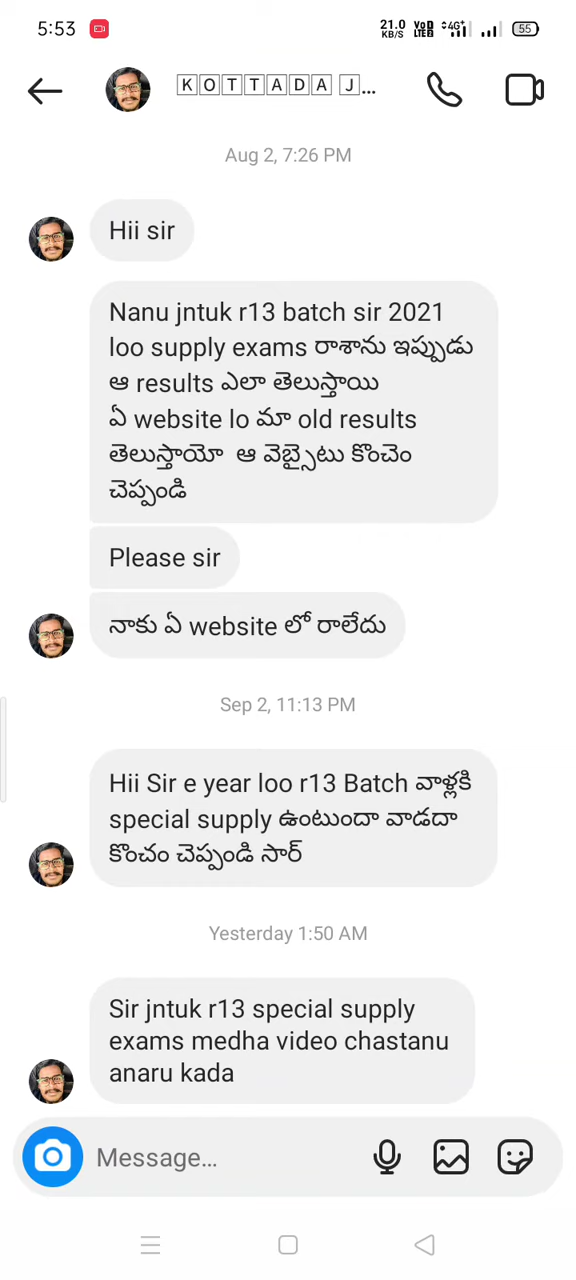 5:53
21.0 KB/S VoD LTE2 4G+ 55
KOTTADA J...
Aug 2, 7:26 PM
Hii sir
Nanu jntuk r13 batch sir 2021
loo supply exams రాశాను ఇప్పుడు
ఆ results ఎలా తెలుస్తాయి
ఏ website lo మా old results
తెలుస్తాయో ఆ వెబ్సైటు కొంచెం
చెప్పండి
Please sir
నాకు ఏ website లో రాలేదు
Sep 2, 11:13 PM
Hii Sir e year loo r13 Batch వాళ్లకి
special supply ఉంటుందా వాడదా
కొంచం చెప్పండి సార్
Yesterday 1:50 AM
Sir jntuk r13 special supply
exams medha video chastanu
anaru kada
Message...